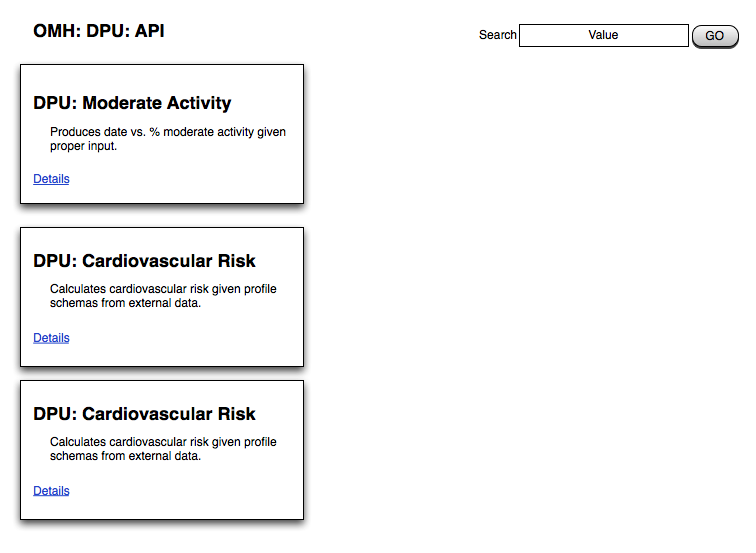 OMH: DPU: API
Search Value GO
DPU: Moderate Activity
Produces date vs. % moderate activity given
proper input.
Details
DPU: Cardiovascular Risk
Calculates cardiovascular risk given profile
schemas from external data.
Details
DPU: Cardiovascular Risk
Calculates cardiovascular risk given profile
schemas from external data.
Details